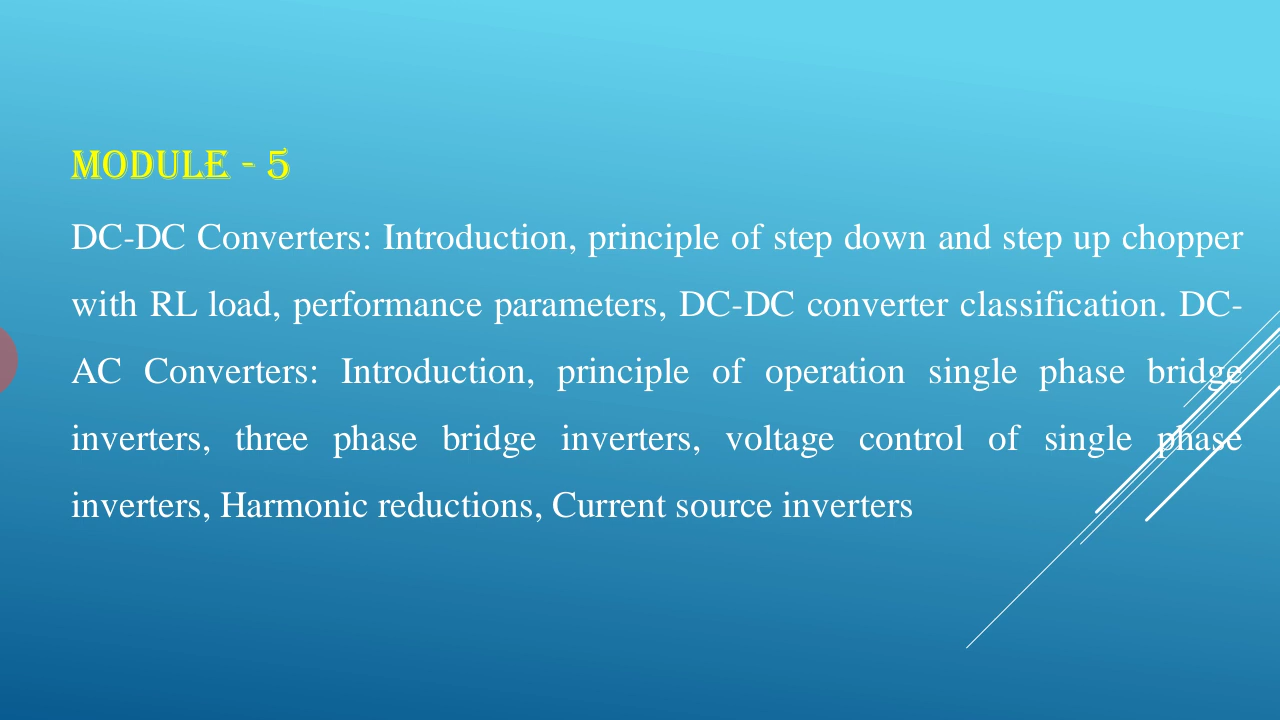 MODULE - 5
DC-DC Converters: Introduction, principle of step down and step up chopper
with RL load, performance parameters, DC-DC converter classification. DC-
AC Converters: Introduction, principle of operation single phase bridge
inverters, three phase bridge inverters, voltage control of single phase
inverters, Harmonic reductions, Current source inverters